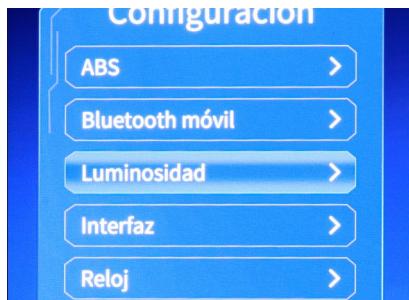 Configuración
ABS
Bluetooth móvil
Luminosidad
Interfaz
Reloj